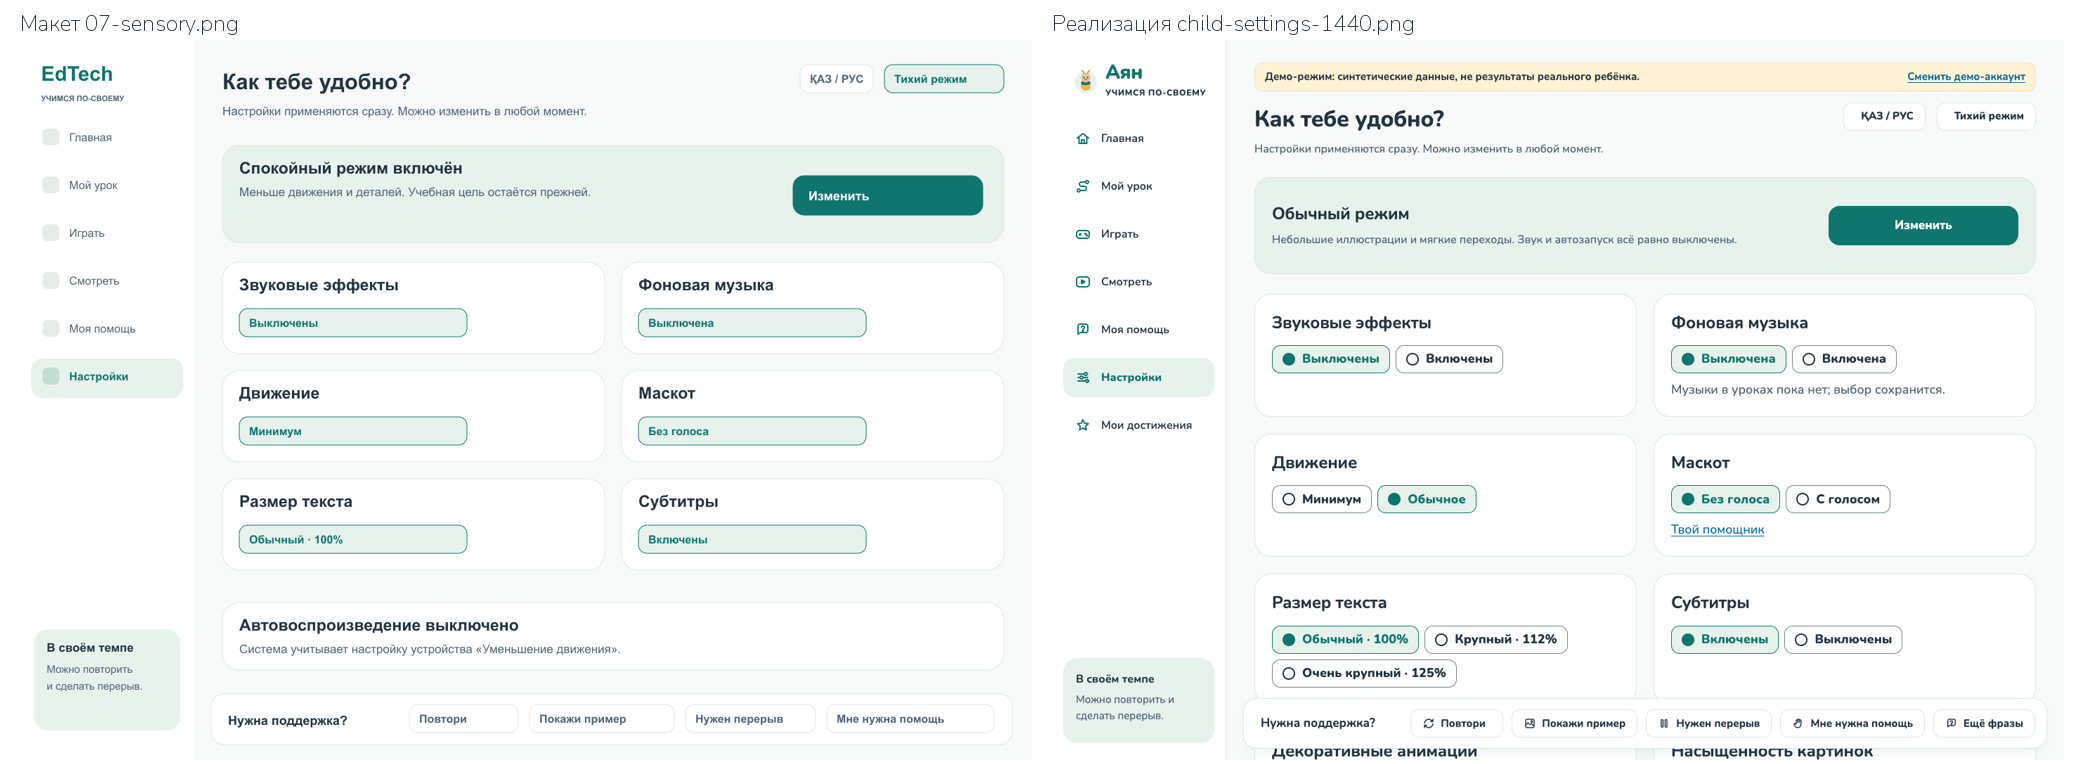 Макет 07-sensory.png
EdTech
УЧИМСЯ ПО-СВОЕМУ
Главная
Мой урок
Играть
Смотреть
Моя помощь
Настройки
В своём темпе
Можно повторить
и сделать перерыв.
Как тебе удобно?
ҚАЗ / РУС
Тихий режим
Настройки применяются сразу. Можно изменить в любой момент.
Спокойный режим включён
Меньше движения и деталей. Учебная цель остаётся прежней.
Изменить
Звуковые эффекты
Выключены
Фоновая музыка
Выключена
Движение
Минимум
Маскот
Без голоса
Размер текста
Обычный · 100%
Субтитры
Включены
Автовоспроизведение выключено
Система учитывает настройку устройства «Уменьшение движения».
Нужна поддержка?
Повтори
Покажи пример
Нужен перерыв
Мне нужна помощь
Реализация child-settings-1440.png
Аян
УЧИМСЯ ПО-СВОЕМУ
Главная
Мой урок
Играть
Смотреть
Моя помощь
Настройки
Мои достижения
В своём темпе
Можно повторить и
сделать перерыв.
Демо-режим: синтетические данные, не результаты реального ребёнка.
Сменить демо-аккаунт
Как тебе удобно?
ҚАЗ / РУС
Тихий режим
Настройки применяются сразу. Можно изменить в любой момент.
Обычный режим
Небольшие иллюстрации и мягкие переходы. Звук и автозапуск всё равно выключены.
Изменить
Звуковые эффекты
Выключены
Включены
Фоновая музыка
Выключена
Включена
Музыки в уроках пока нет; выбор сохранится.
Движение
Минимум
Обычное
Маскот
Без голоса
С голосом
Твой помощник
Размер текста
Обычный · 100%
Крупный · 112%
Очень крупный · 125%
Субтитры
Включены
Выключены
Нужна поддержка?
Повтори
Покажи пример
Нужен перерыв
Мне нужна помощь
Ещё фразы
Декоративные анимации
Насыщенность картинок